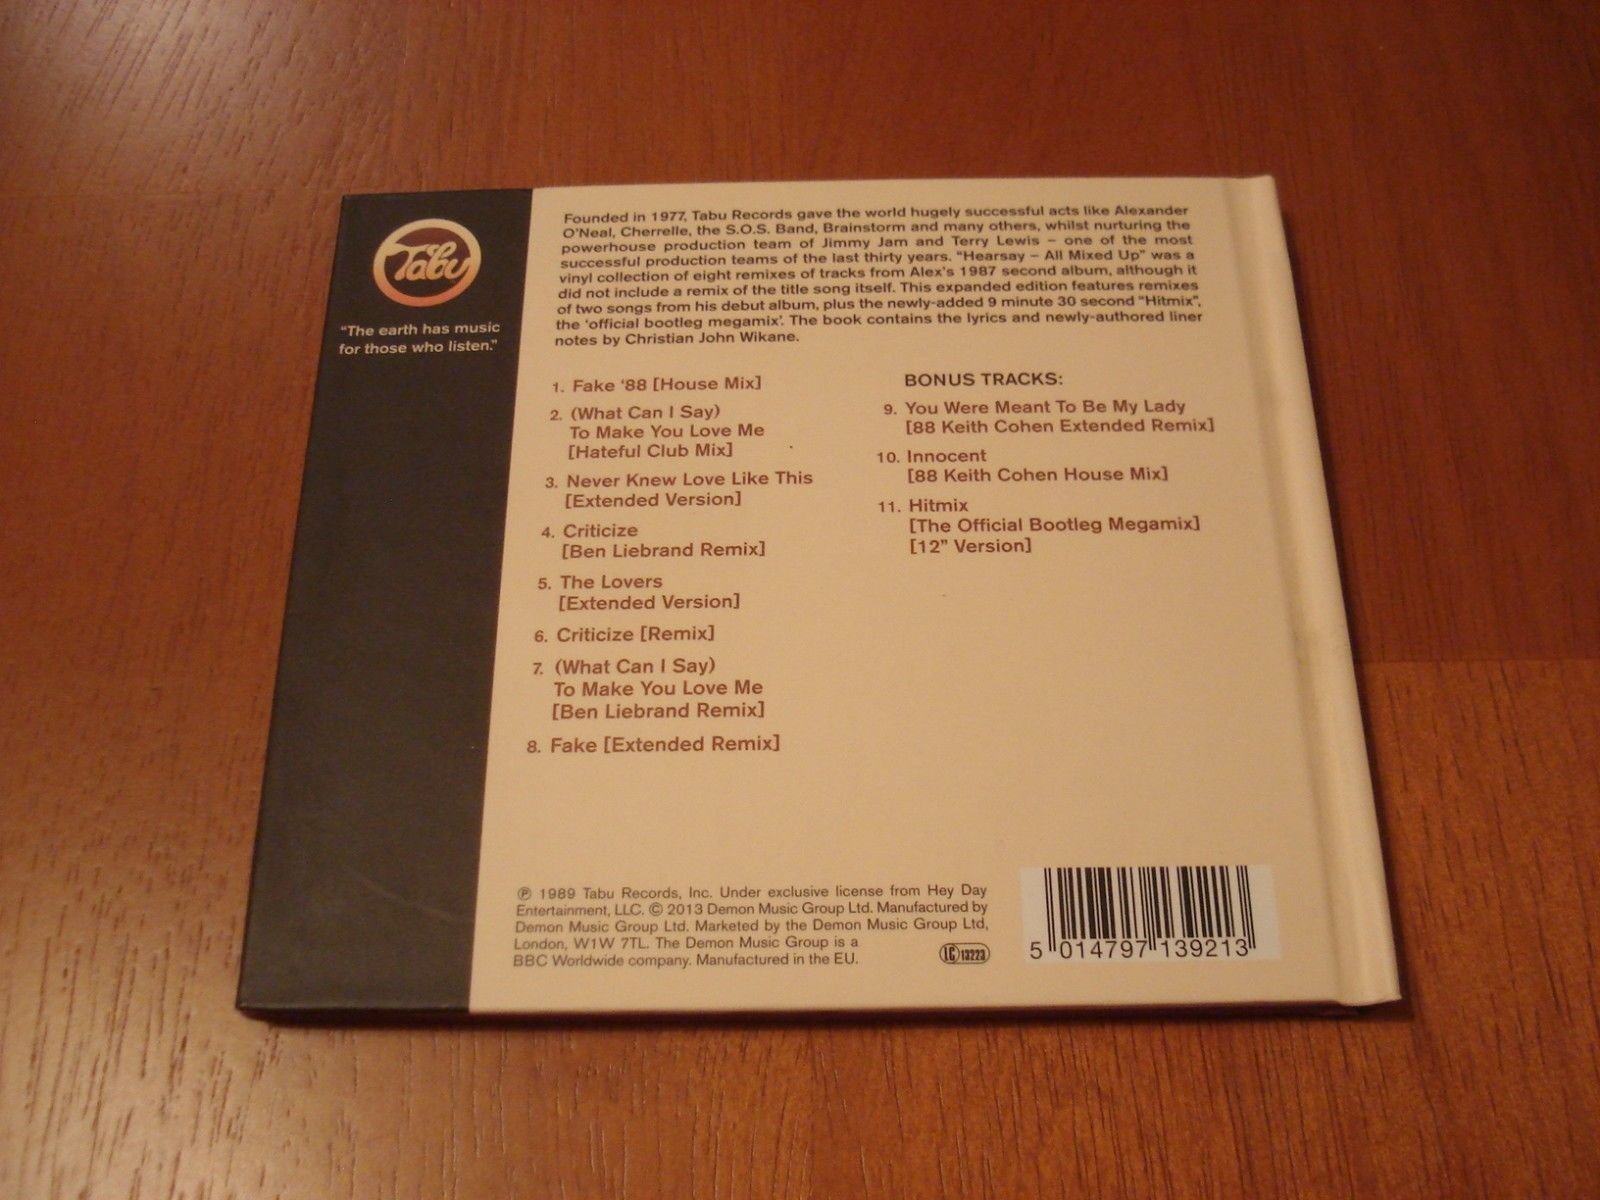 Tabu
"The earth has music
for those who listen."
Founded in 1977, Tabu Records gave the world hugely successful acts like Alexander
O'Neal, Cherrelle, the S.O.S. Band, Brainstorm and many others, whilst nurturing the
powerhouse production team of Jimmy Jam and Terry Lewis – one of the most
successful production teams of the last thirty years. "Hearsay – All Mixed Up" was a
vinyl collection of eight remixes of tracks from Alex's 1987 second album, although it
did not include a remix of the title song itself. This expanded edition features remixes
of two songs from his debut album, plus the newly-added 9 minute 30 second "Hitmix",
the 'official bootleg megamix'. The book contains the lyrics and newly-authored liner
notes by Christian John Wikane.
1. Fake '88 [House Mix]
2. (What Can I Say)
To Make You Love Me
[Hateful Club Mix]
3. Never Knew Love Like This
[Extended Version]
4. Criticize
[Ben Liebrand Remix]
5. The Lovers
[Extended Version]
6. Criticize [Remix]
7. (What Can I Say)
To Make You Love Me
[Ben Liebrand Remix]
8. Fake [Extended Remix]
BONUS TRACKS:
9. You Were Meant To Be My Lady
[88 Keith Cohen Extended Remix]
10. Innocent
[88 Keith Cohen House Mix]
11. Hitmix
[The Official Bootleg Megamix]
[12" Version]
℗ 1989 Tabu Records, Inc. Under exclusive license from Hey Day
Entertainment, LLC. © 2013 Demon Music Group Ltd. Manufactured by
Demon Music Group Ltd. Marketed by the Demon Music Group Ltd,
London, W1W 7TL. The Demon Music Group is a
BBC Worldwide company. Manufactured in the EU.
LC 13223
5 014797 139213